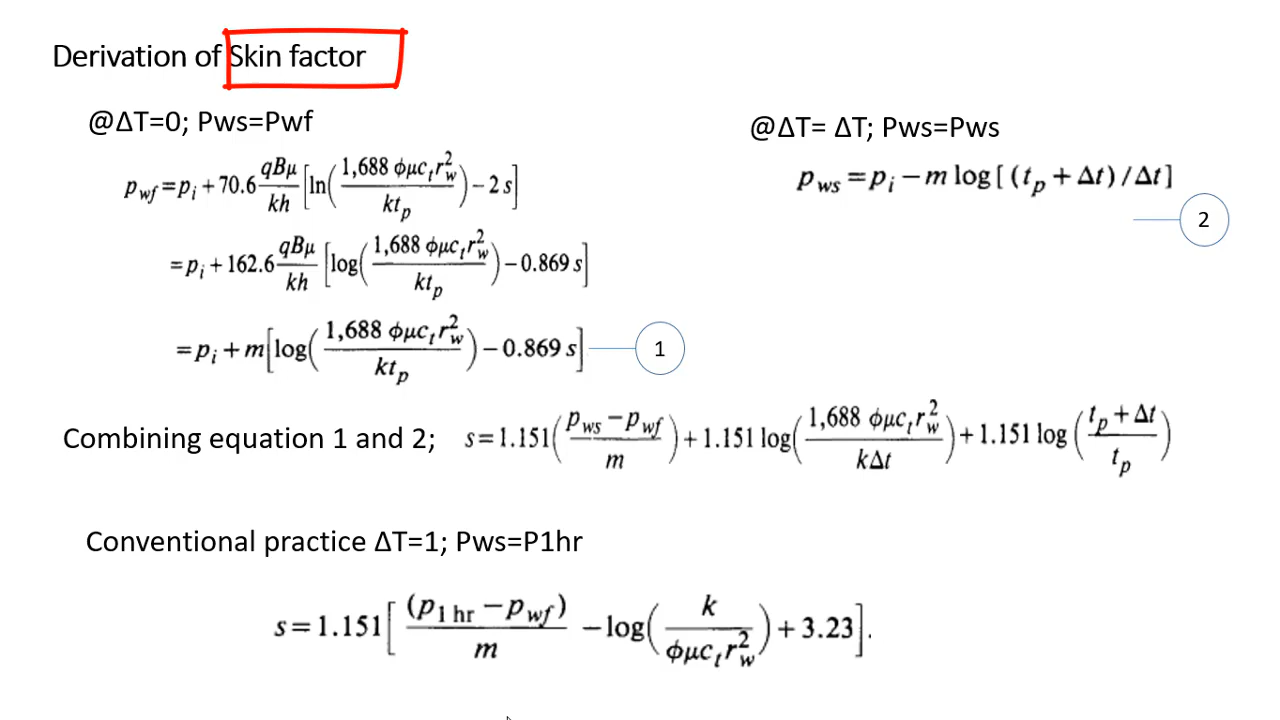 Derivation of Skin factor
@ΔT=0; Pws=Pwf
p_wf = p_i + 70.6 qBμ/kh [ln(1,688 ϕμc_t r_w^2 / kt_p) − 2 s]
= p_i + 162.6 qBμ/kh [log(1,688 ϕμc_t r_w^2 / kt_p) − 0.869 s]
= p_i + m[log(1,688 ϕμc_t r_w^2 / kt_p) − 0.869 s] 1
@ΔT= ΔT; Pws=Pws
p_ws = p_i − m log[(t_p + Δt)/Δt]
2
Combining equation 1 and 2; s = 1.151(p_ws − p_wf / m) + 1.151 log(1,688 ϕμc_t r_w^2 / kΔt) + 1.151 log(t_p + Δt / t_p)
Conventional practice ΔT=1; Pws=P1hr
s = 1.151[(p_1 hr − p_wf) / m − log(k / ϕμc_t r_w^2) + 3.23].